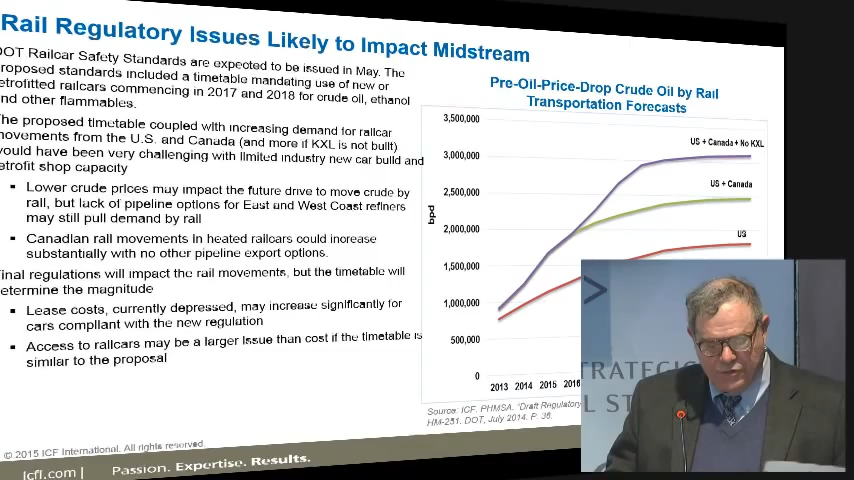 Rail Regulatory Issues Likely to Impact Midstream
DOT Railcar Safety Standards are expected to be issued in May. The
proposed standards included a timetable mandating use of new or
retrofitted railcars commencing in 2017 and 2018 for crude oil, ethanol
and other flammables.
The proposed timetable coupled with increasing demand for railcar
movements from the U.S. and Canada (and more if KXL is not built)
would have been very challenging with limited industry new car build and
retrofit shop capacity
▪ Lower crude prices may impact the future drive to move crude by
rail, but lack of pipeline options for East and West Coast refiners
may still pull demand by rail
▪ Canadian rail movements in heated railcars could increase
substantially with no other pipeline export options.
Final regulations will impact the rail movements, but the timetable will
determine the magnitude
▪ Lease costs, currently depressed, may increase significantly for
cars compliant with the new regulation
▪ Access to railcars may be a larger issue than cost if the timetable is
similar to the proposal
Pre-Oil-Price-Drop Crude Oil by Rail
Transportation Forecasts
3,500,000
3,000,000
2,500,000
2,000,000
1,500,000
1,000,000
500,000
0
bpd
US + Canada + No KXL
US + Canada
US
2013 2014 2015 2016
Source: ICF, PHMSA. "Draft Regulatory
HM-251. DOT, July 2014. P. 38.
© 2015 ICF International. All rights reserved.
icfi.com | Passion. Expertise. Results.
TRATEGIC
L ST